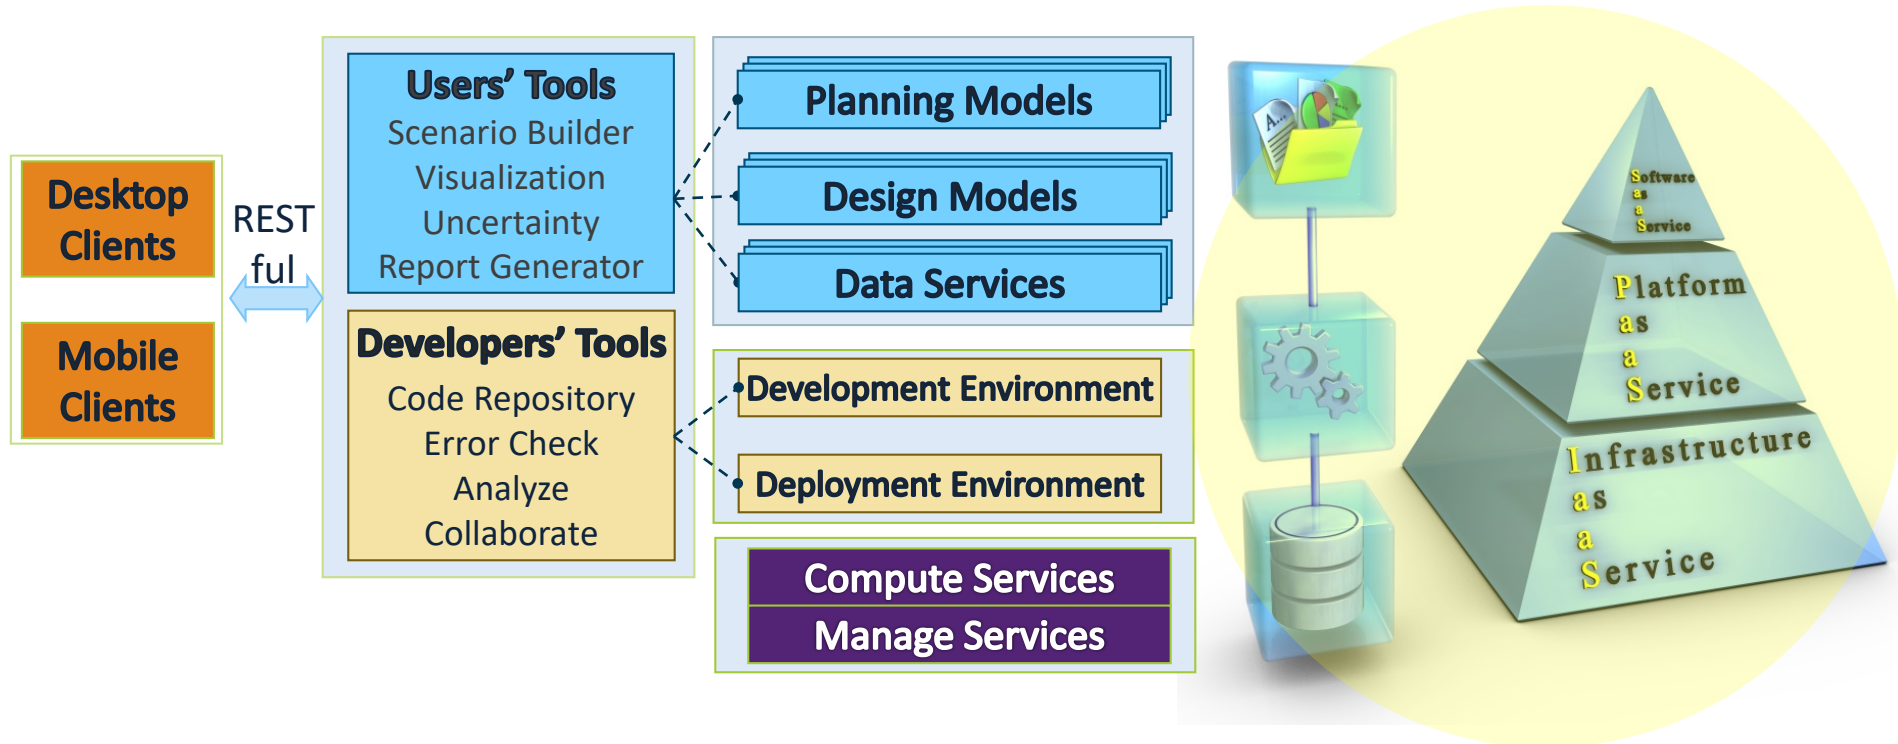 Desktop
Clients
Mobile
Clients
REST
ful
Users' Tools
Scenario Builder
Visualization
Uncertainty
Report Generator
Developers' Tools
Code Repository
Error Check
Analyze
Collaborate
Planning Models
Design Models
Data Services
Development Environment
Deployment Environment
Compute Services
Manage Services
A...
Software
as
a
Service
Platform
as
a
Service
Infrastructure
as
a
Service